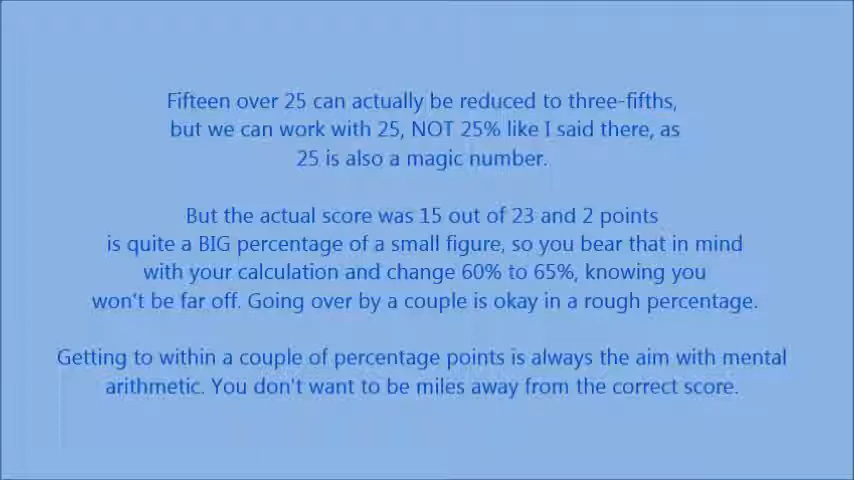 Fifteen over 25 can actually be reduced to three-fifths,
but we can work with 25, NOT 25% like I said there, as
25 is also a magic number.
But the actual score was 15 out of 23 and 2 points
is quite a BIG percentage of a small figure, so you bear that in mind
with your calculation and change 60% to 65%, knowing you
won't be far off. Going over by a couple is okay in a rough percentage.
Getting to within a couple of percentage points is always the aim with mental
arithmetic. You don't want to be miles away from the correct score.